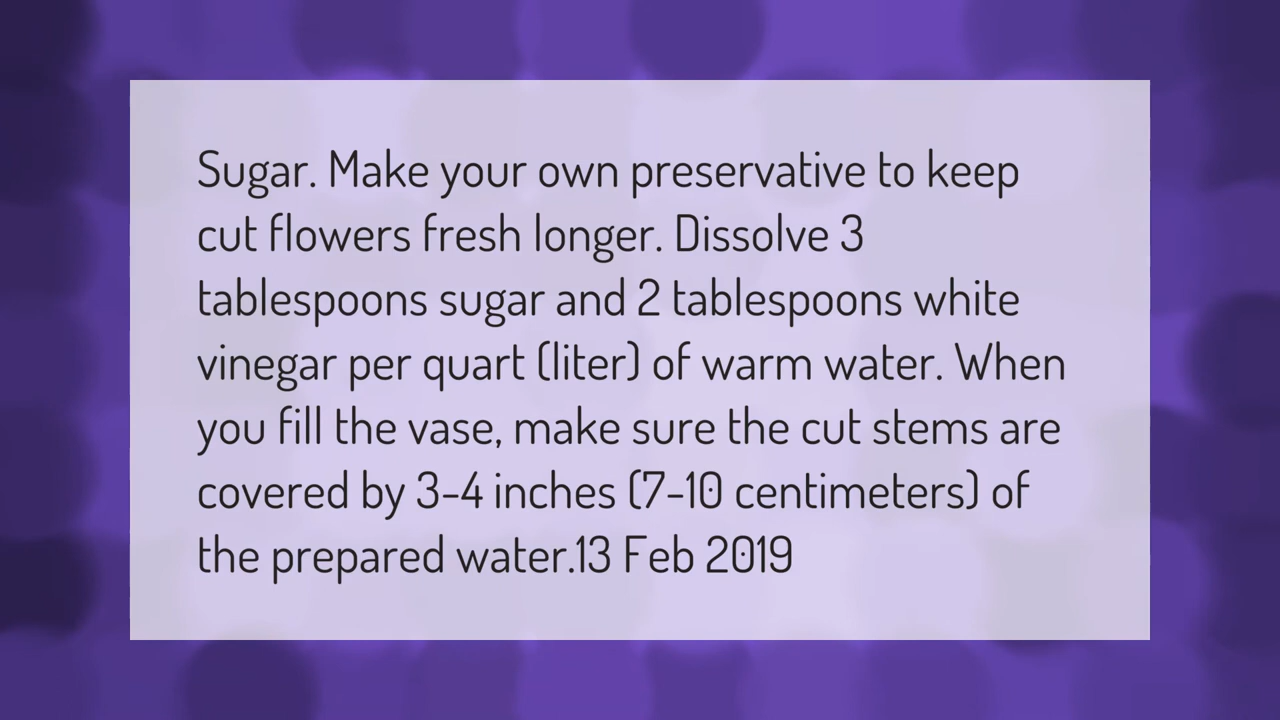 Sugar. Make your own preservative to keep
cut flowers fresh longer. Dissolve 3
tablespoons sugar and 2 tablespoons white
vinegar per quart (liter) of warm water. When
you fill the vase, make sure the cut stems are
covered by 3-4 inches (7-10 centimeters) of
the prepared water.13 Feb 2019